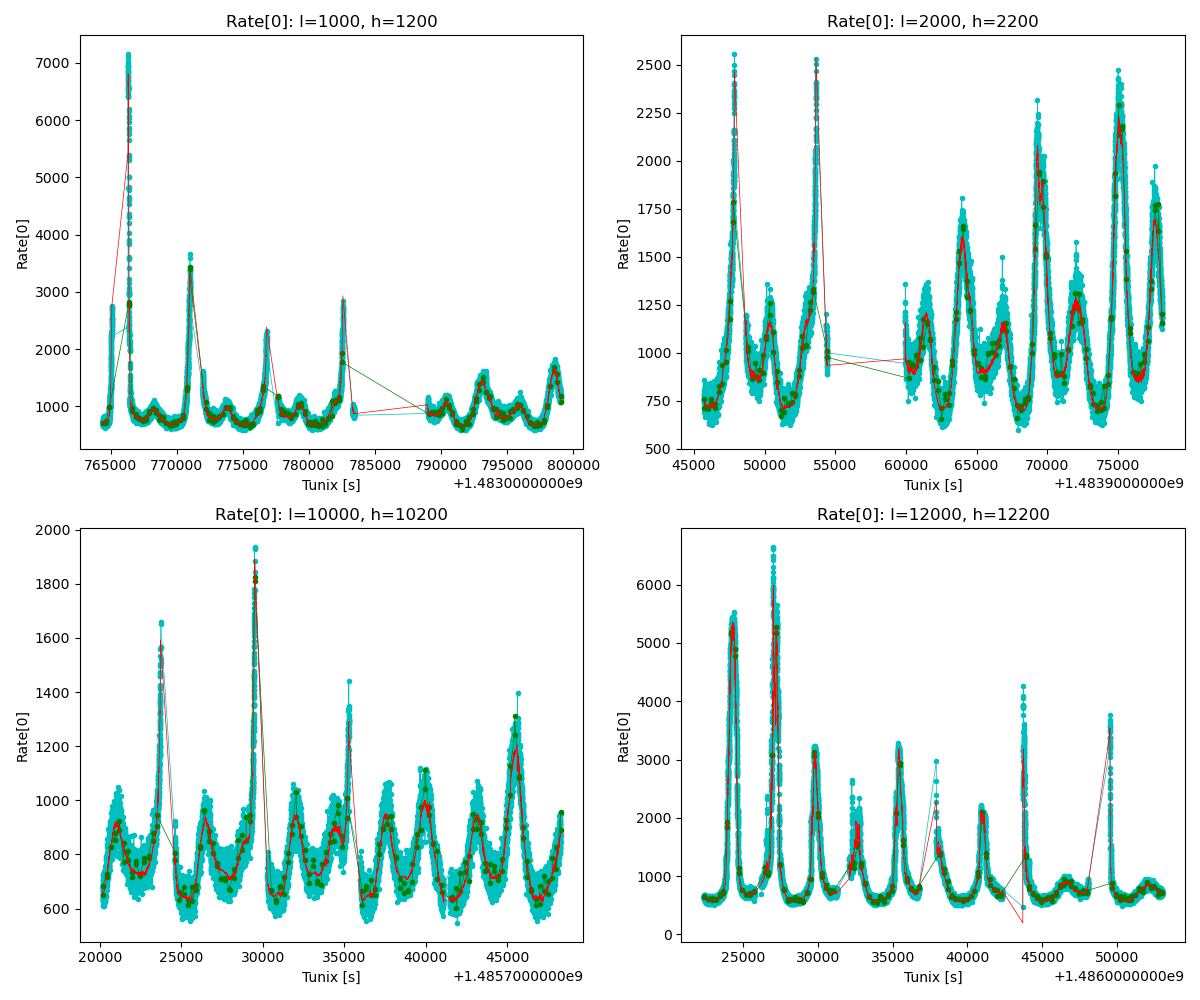 Rate[0]: l=1000, h=1200
Rate[0]
7000
6000
5000
4000
3000
2000
1000
765000 770000 775000 780000 785000 790000 795000 800000
Tunix [s]
+1.4830000000e9
Rate[0]: l=2000, h=2200
Rate[0]
2500
2250
2000
1750
1500
1250
1000
750
500
45000 50000 55000 60000 65000 70000 75000
Tunix [s]
+1.4839000000e9
Rate[0]: l=10000, h=10200
Rate[0]
2000
1800
1600
1400
1200
1000
800
600
20000 25000 30000 35000 40000 45000
Tunix [s]
+1.4857000000e9
Rate[0]: l=12000, h=12200
Rate[0]
6000
5000
4000
3000
2000
1000
0
25000 30000 35000 40000 45000 50000
Tunix [s]
+1.4860000000e9